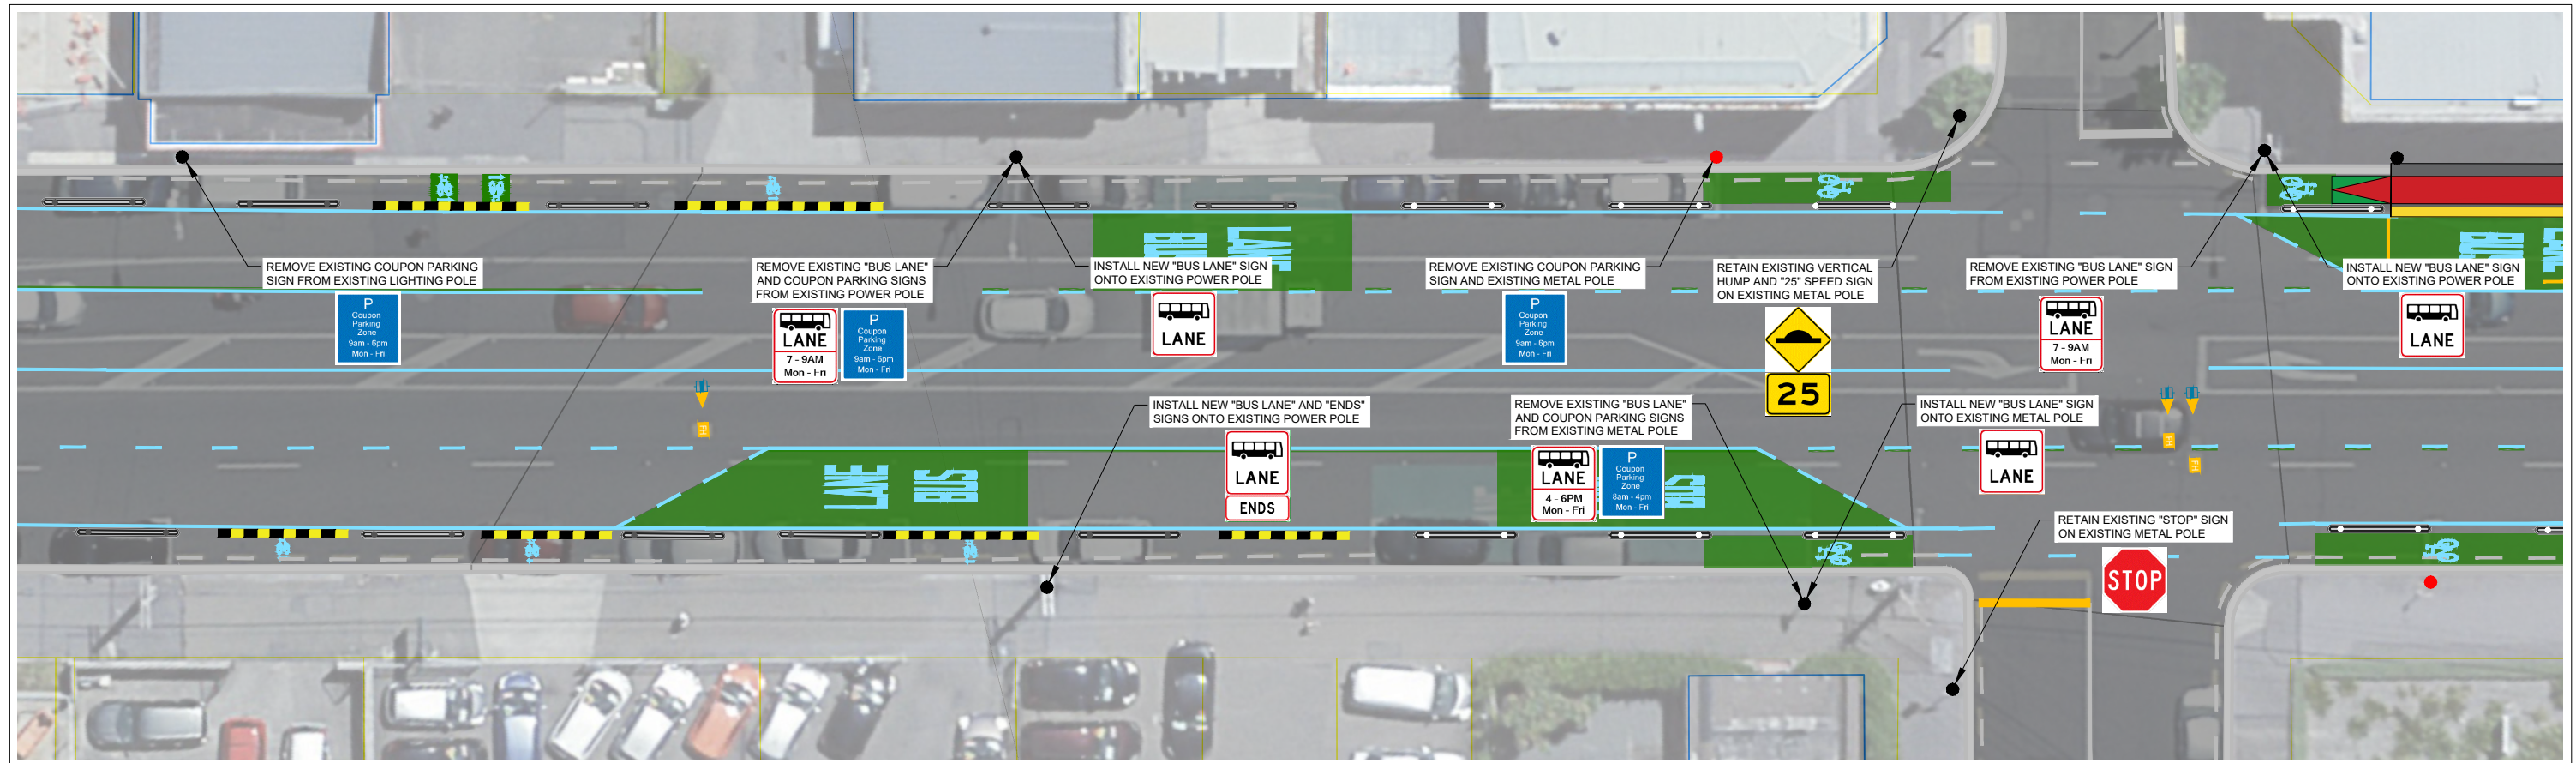 LANE
BUS
REMOVE EXISTING COUPON PARKING
SIGN FROM EXISTING LIGHTING POLE
P
Coupon
Parking
Zone
9am - 6pm
Mon - Fri
REMOVE EXISTING "BUS LANE"
AND COUPON PARKING SIGNS
FROM EXISTING POWER POLE
LANE
7 - 9AM
Mon - Fri
P
Coupon
Parking
Zone
9am - 6pm
Mon - Fri
INSTALL NEW "BUS LANE" SIGN
ONTO EXISTING POWER POLE
LANE
REMOVE EXISTING COUPON PARKING
SIGN AND EXISTING METAL POLE
P
Coupon
Parking
Zone
9am - 6pm
Mon - Fri
RETAIN EXISTING VERTICAL
HUMP AND "25" SPEED SIGN
ON EXISTING METAL POLE
25
REMOVE EXISTING "BUS LANE" SIGN
FROM EXISTING POWER POLE
LANE
7 - 9AM
Mon - Fri
INSTALL NEW "BUS LANE" SIGN
ONTO EXISTING POWER POLE
LANE
BUS
INSTALL NEW "BUS LANE" AND "ENDS"
SIGNS ONTO EXISTING POWER POLE
LANE
ENDS
REMOVE EXISTING "BUS LANE"
AND COUPON PARKING SIGNS
FROM EXISTING METAL POLE
LANE
4 - 6PM
Mon - Fri
P
Coupon
Parking
Zone
8am - 4pm
Mon - Fri
BUS
INSTALL NEW "BUS LANE" SIGN
ONTO EXISTING METAL POLE
LANE
RETAIN EXISTING "STOP" SIGN
ON EXISTING METAL POLE
STOP
LANE
BUS
FH
FH
FH